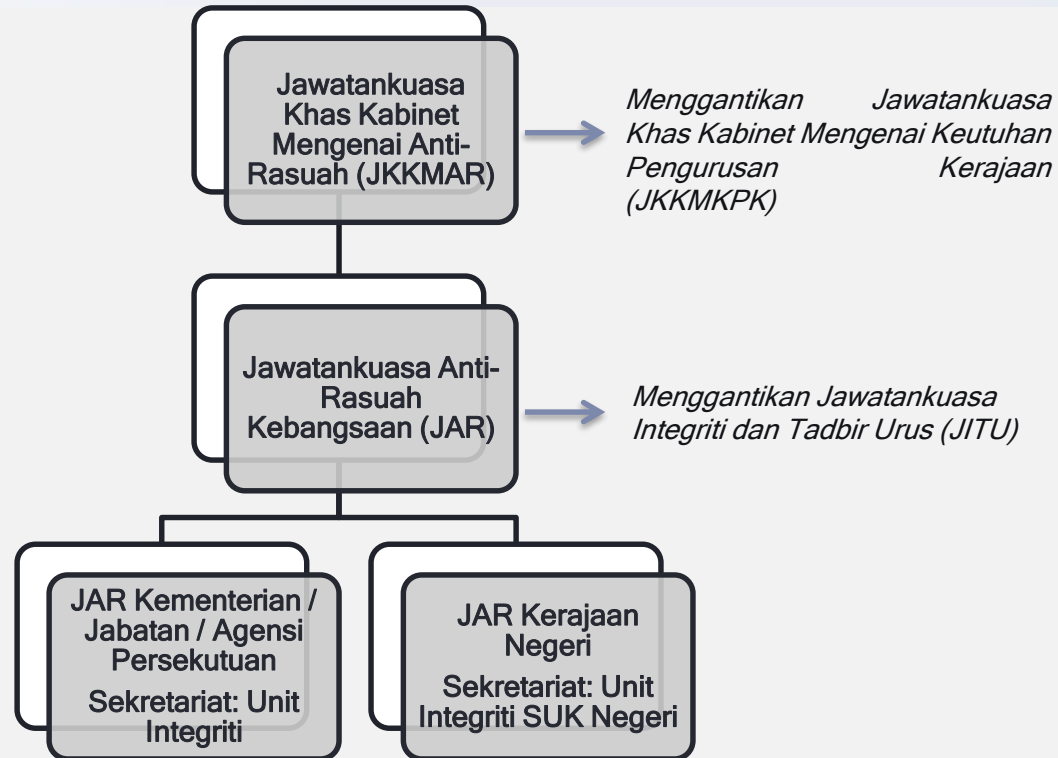 Jawatankuasa
Khas Kabinet
Mengenai Anti-
Rasuah (JKKMAR)
Menggantikan Jawatankuasa
Khas Kabinet Mengenai Keutuhan
Pengurusan Kerajaan
(JKKMKPK)
Jawatankuasa Anti-
Rasuah
Kebangsaan (JAR)
Menggantikan Jawatankuasa
Integriti dan Tadbir Urus (JITU)
JAR Kementerian /
Jabatan / Agensi
Persekutuan
Sekretariat: Unit
Integriti
JAR Kerajaan
Negeri
Sekretariat: Unit
Integriti SUK Negeri